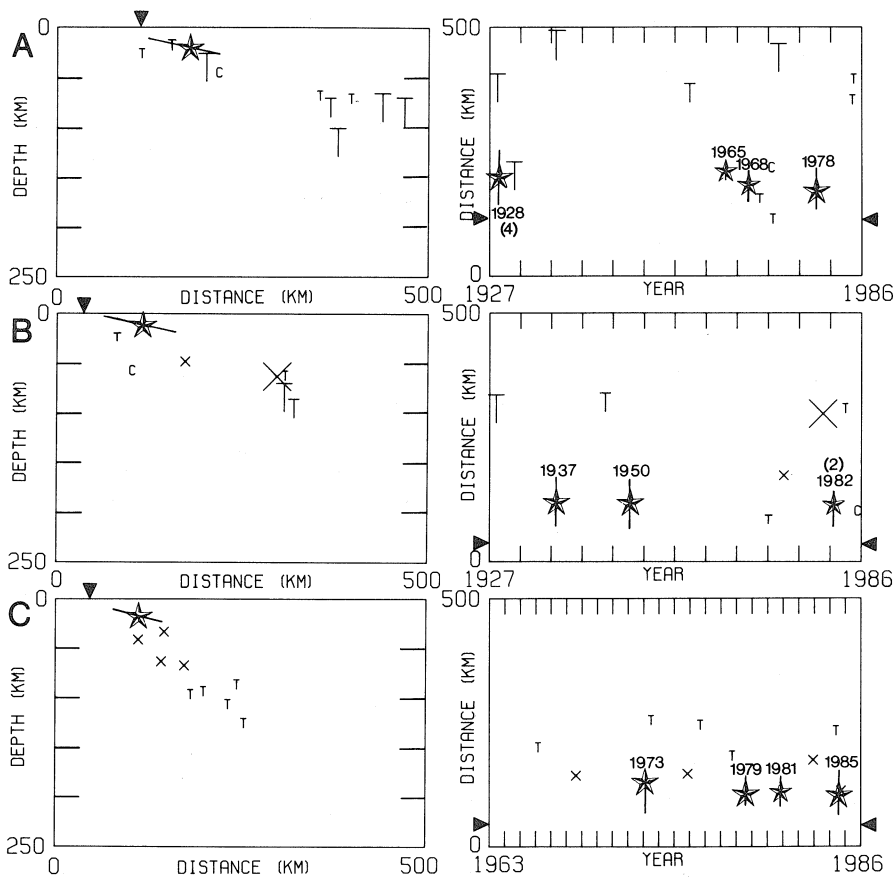 A
0
DEPTH (KM)
250
0
DISTANCE (KM)
500
T
T
T
C
T
T
T
T
T
T
500
DISTANCE (KM)
0
1927
YEAR
1986
1928
(4)
1965
1968
C
1978
T
T
T
T
T
T
T
T
T
T
B
0
DEPTH (KM)
250
0
DISTANCE (KM)
500
T
C
T
T
T
500
DISTANCE (KM)
0
1927
YEAR
1986
1937
1950
(2)
1982
C
T
T
T
T
C
0
DEPTH (KM)
250
0
DISTANCE (KM)
500
T
T
T
T
T
500
DISTANCE (KM)
0
1963
YEAR
1986
1973
1979
1981
1985
T
T
T
T
T